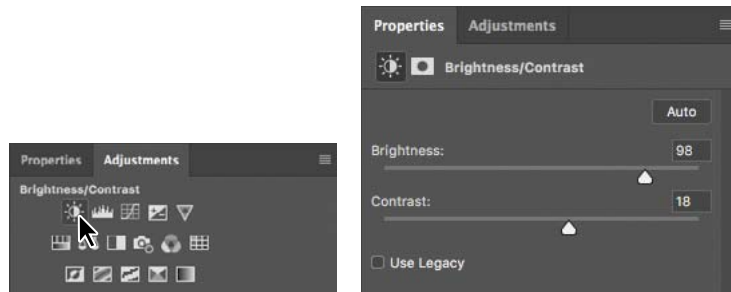 Properties Adjustments
Brightness/Contrast
Properties Adjustments
Brightness/Contrast
Auto
Brightness: 98
Contrast: 18
Use Legacy